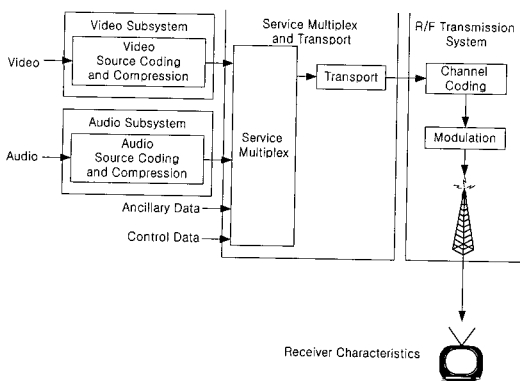 Video Subsystem
Video
Source Coding
and Compression
Video
Audio Subsystem
Audio
Source Coding
and Compression
Audio
Ancillary Data
Control Data
Service Multiplex
and Transport
Service
Multiplex
Transport
R/F Transmission
System
Channel
Coding
Modulation
Receiver Characteristics